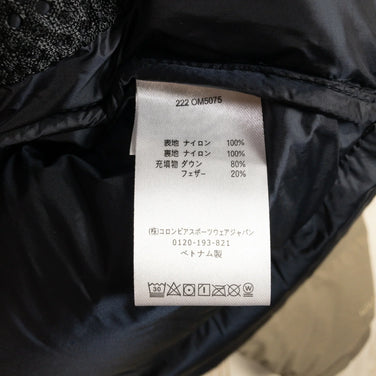 222 OM5075
表地 ナイロン 100%
裏地 ナイロン 100%
充填物 ダウン 80%
フェザー 20%
(株)コロンビアスポーツウェアジャパン
0120-193-821
ベトナム製
30 W